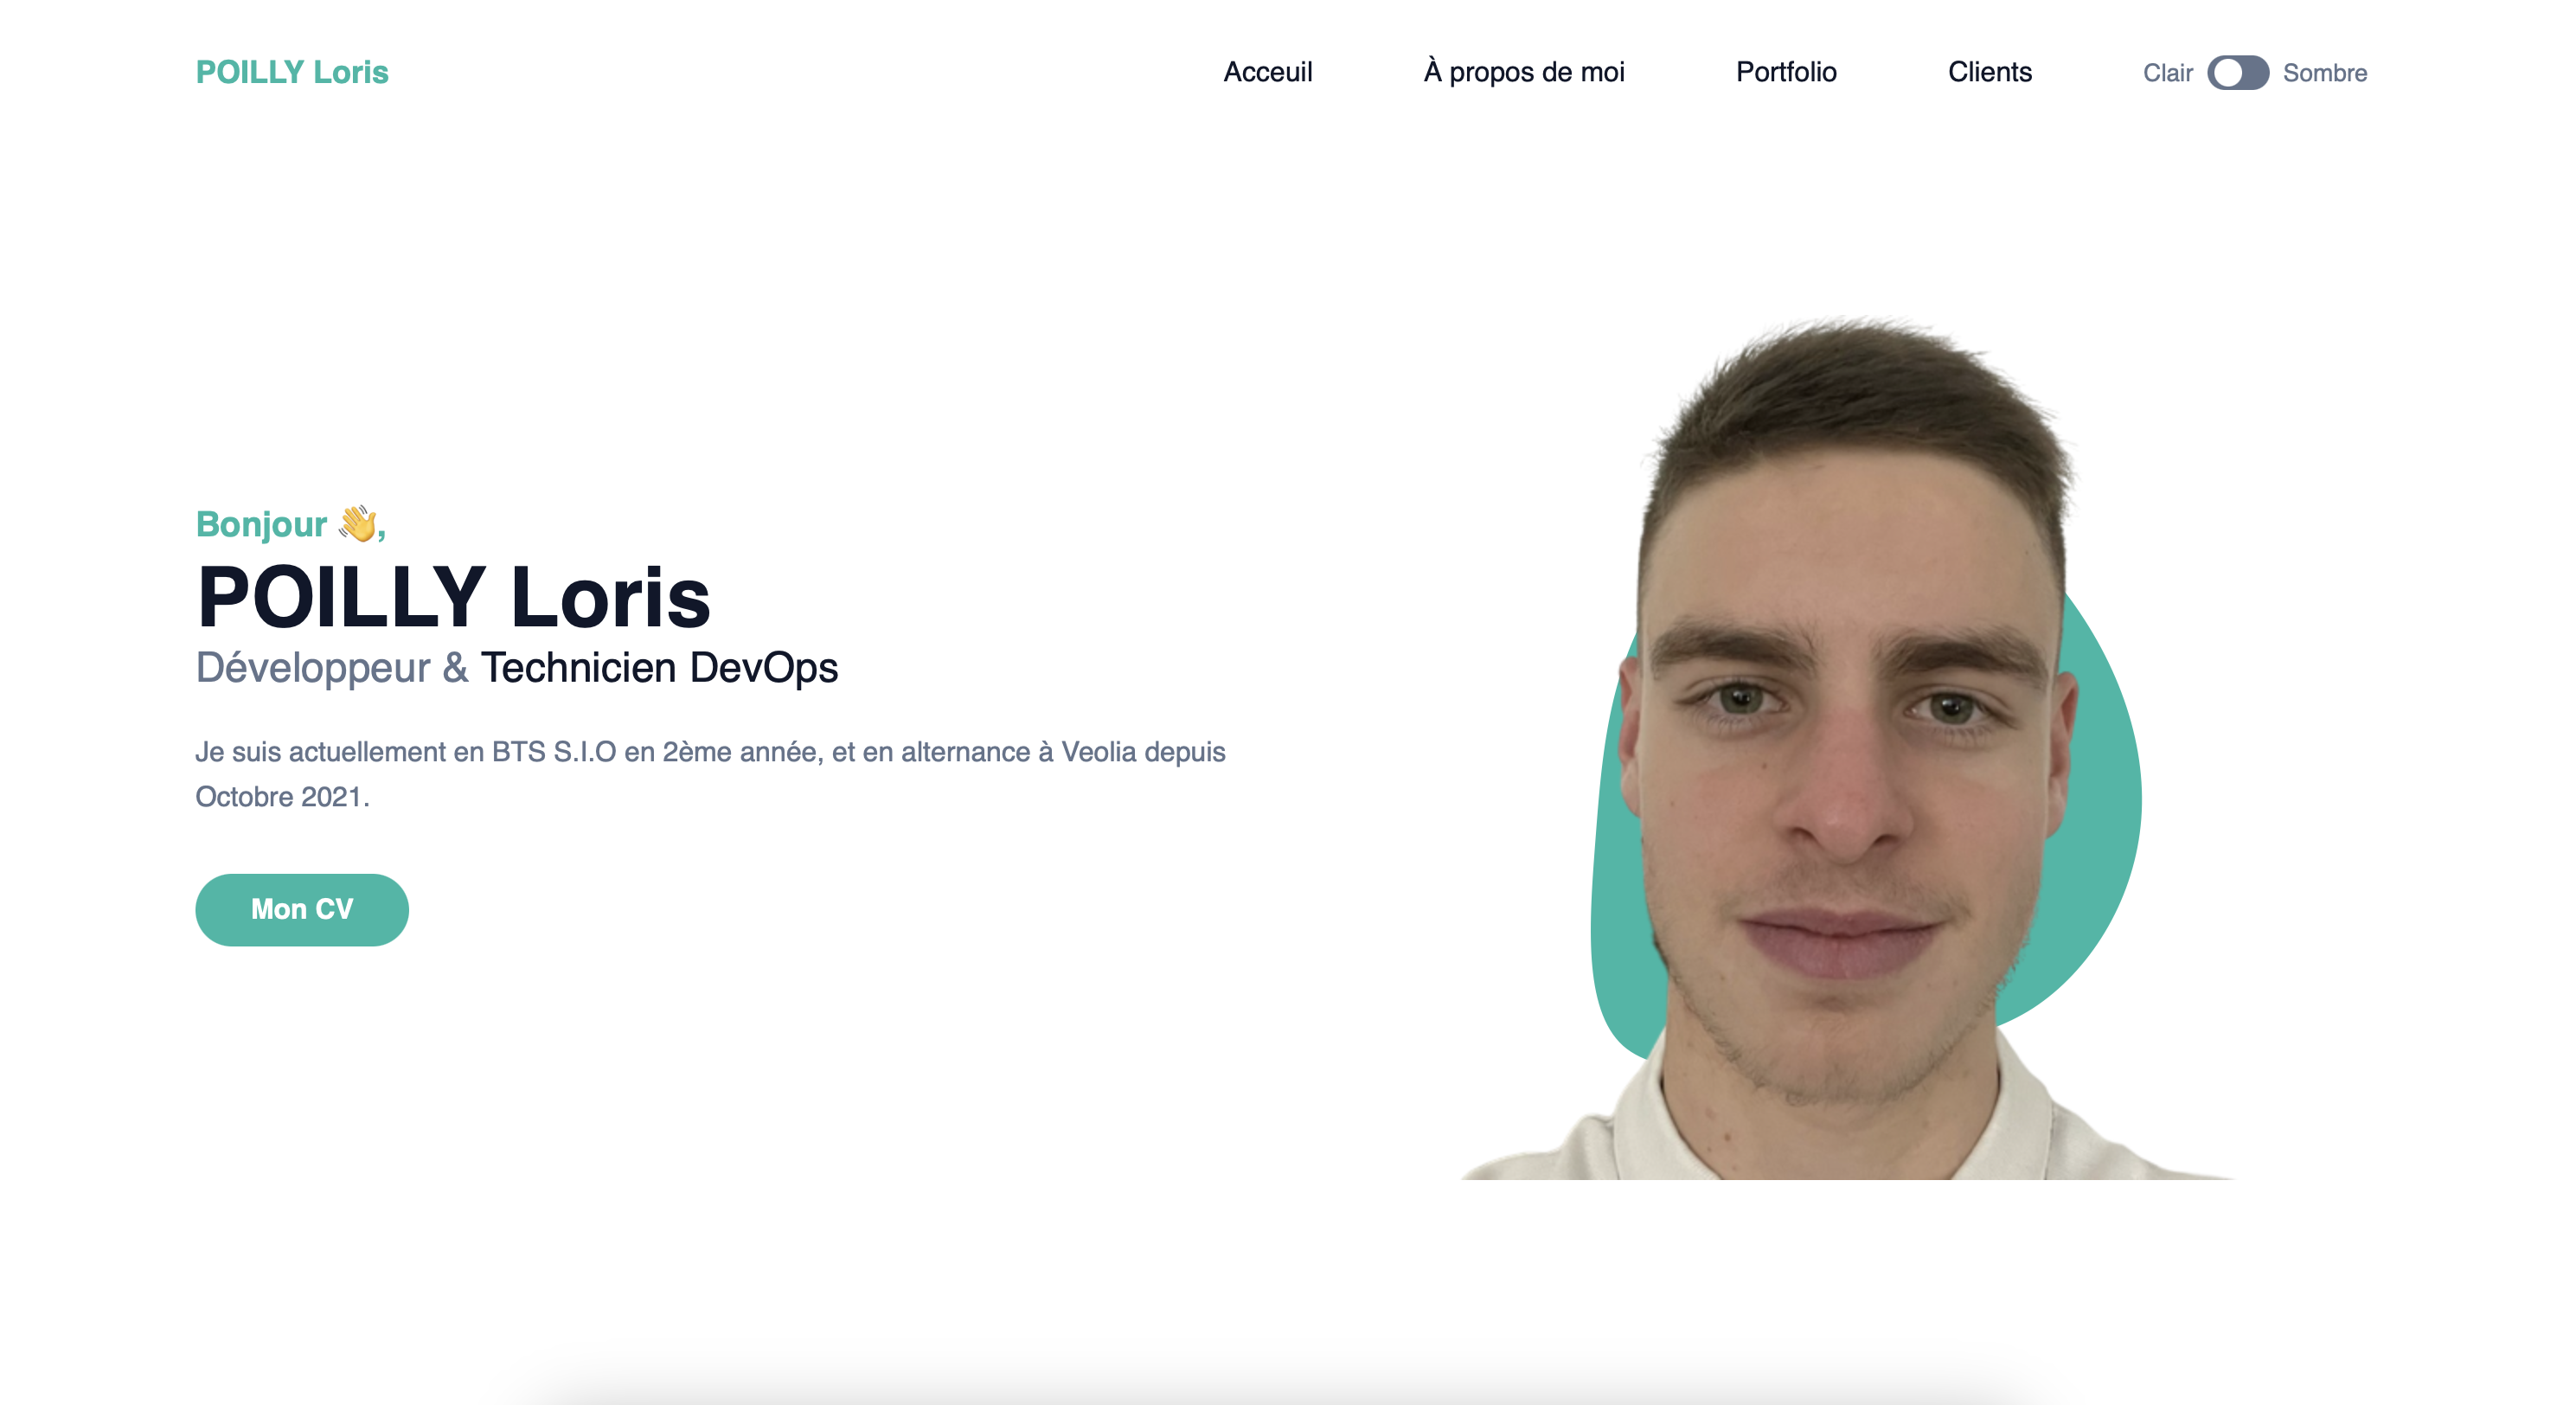 POILLY Loris
Acceuil
À propos de moi
Portfolio
Clients
Clair
Sombre
Bonjour 👋,
POILLY Loris
Développeur & Technicien DevOps
Je suis actuellement en BTS S.I.O en 2ème année, et en alternance à Veolia depuis
Octobre 2021.
Mon CV